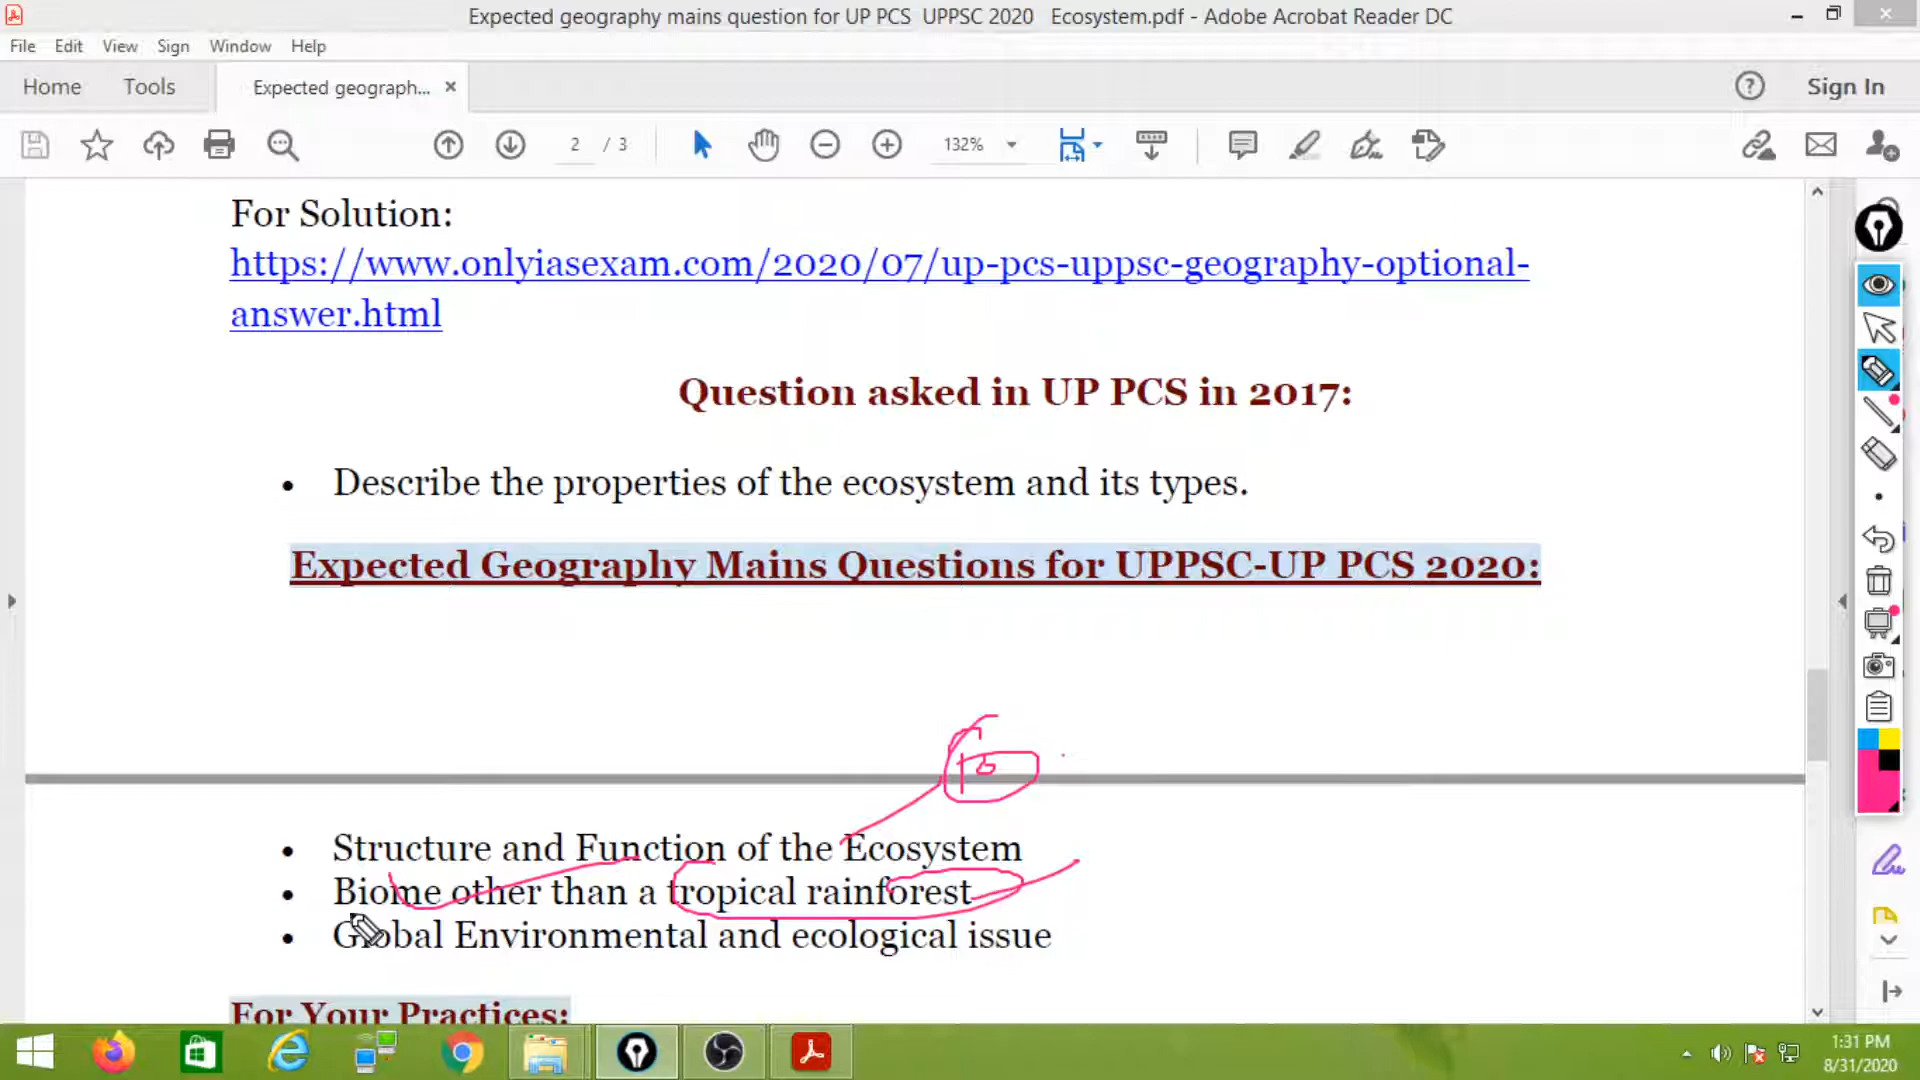 Expected geography mains question for UP PCS UPPSC 2020 Ecosystem.pdf - Adobe Acrobat Reader DC
File Edit View Sign Window Help
Home Tools Expected geograph... × ? Sign In
2 / 3 132%
For Solution:
https://www.onlyiasexam.com/2020/07/up-pcs-uppsc-geography-optional-
answer.html
Question asked in UP PCS in 2017:
• Describe the properties of the ecosystem and its types.
Expected Geography Mains Questions for UPPSC-UP PCS 2020:
• Structure and Function of the Ecosystem
• Biome other than a tropical rainforest
• Global Environmental and ecological issue
For Your Practices:
1:31 PM
8/31/2020